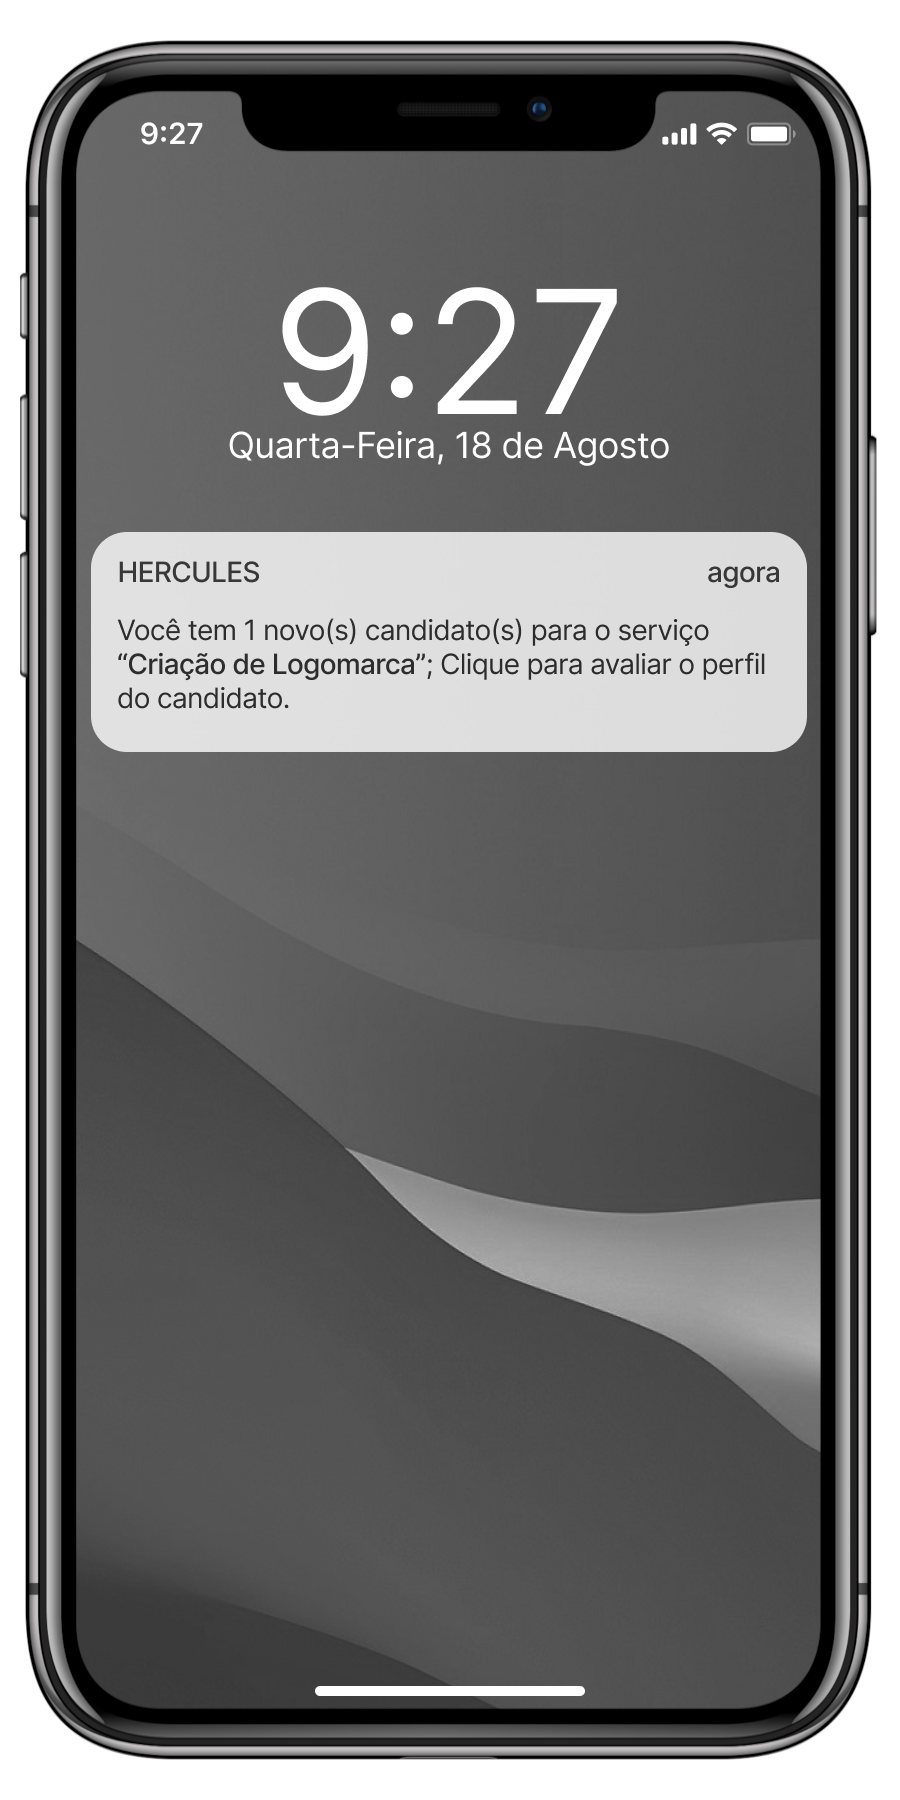 9:27
9:27
Quarta-Feira, 18 de Agosto
HERCULES agora
Você tem 1 novo(s) candidato(s) para o serviço
“Criação de Logomarca”; Clique para avaliar o perfil
do candidato.